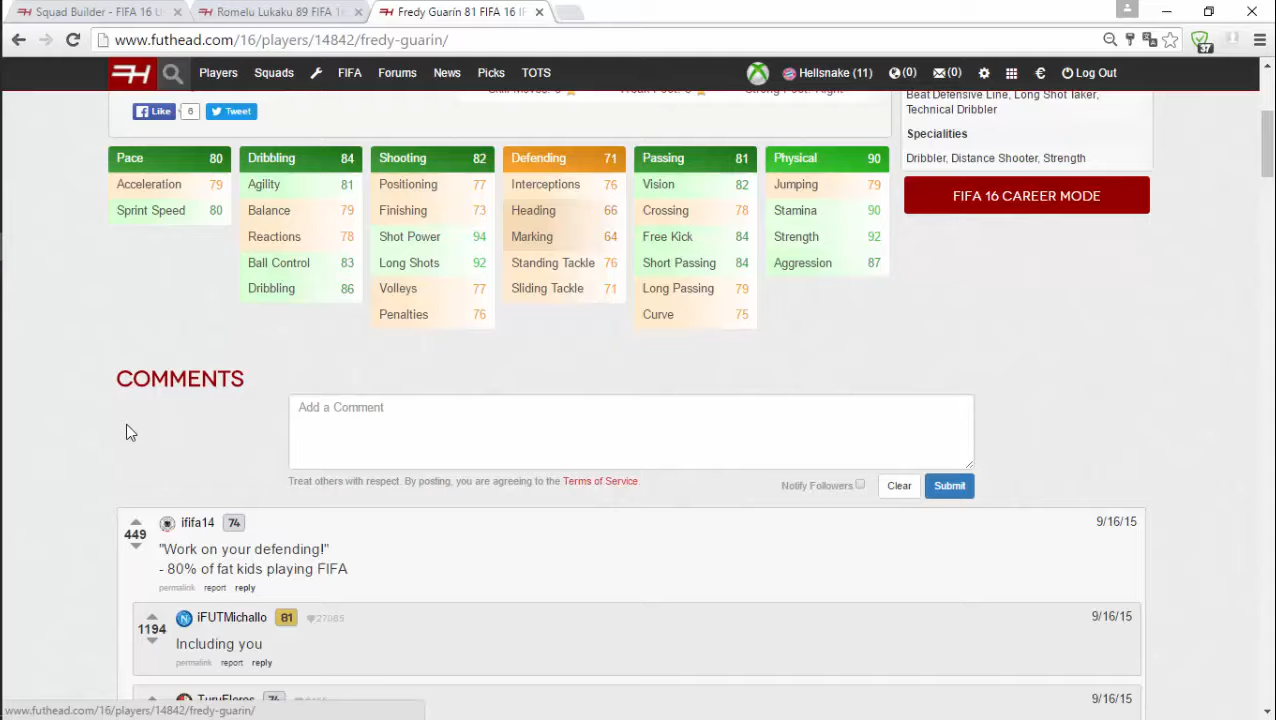 Squad Builder - FIFA 16 U
Romelu Lukaku 89 FIFA 16
Fredy Guarín 81 FIFA 16 IF
www.futhead.com/16/players/14842/fredy-guarin/
37
Players Squads FIFA Forums News Picks TOTS Hellsnake (11) (0) (0) € Log Out
Beat Defensive Line, Long Shot Taker,
Technical Dribbler
Specialities
Dribbler, Distance Shooter, Strength
FIFA 16 CAREER MODE
Like 6 Tweet
Pace 80 Dribbling 84 Shooting 82 Defending 71 Passing 81 Physical 90
Acceleration 79 Agility 81 Positioning 77 Interceptions 76 Vision 82 Jumping 79
Sprint Speed 80 Balance 79 Finishing 73 Heading 66 Crossing 78 Stamina 90
Reactions 78 Shot Power 94 Marking 64 Free Kick 84 Strength 92
Ball Control 83 Long Shots 92 Standing Tackle 76 Short Passing 84 Aggression 87
Dribbling 86 Volleys 77 Sliding Tackle 71 Long Passing 79
Penalties 76 Curve 75
COMMENTS
Add a Comment
Treat others with respect. By posting, you are agreeing to the Terms of Service.
Notify Followers Clear Submit
449 ififa14 74 9/16/15
"Work on your defending!"
- 80% of fat kids playing FIFA
permalink report reply
1194 iFUTMichallo 81 27085 9/16/15
Including you
permalink report reply
TuruFlores 74 9/16/15
www.futhead.com/16/players/14842/fredy-guarin/